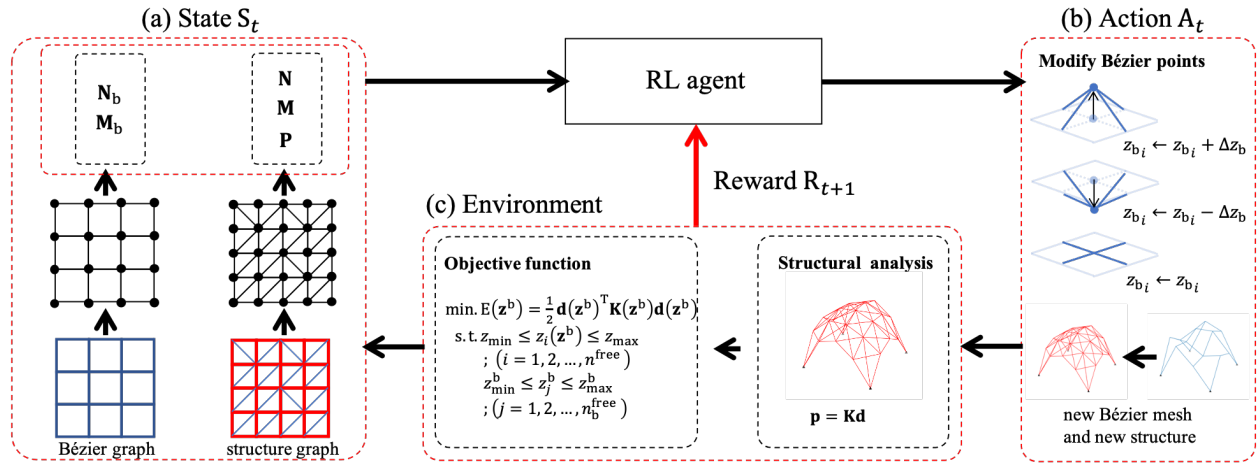 (a) State S𝑡
N_b
M_b
N
M
P
Bézier graph
structure graph
RL agent
Reward R_{𝑡+1}
(b) Action A𝑡
Modify Bézier points
z_{b_i} ← z_{b_i} + Δz_b
z_{b_i} ← z_{b_i} − Δz_b
z_{b_i} ← z_{b_i}
new Bézier mesh
and new structure
(c) Environment
Objective function
min. E(z^b) = ½ d(z^b)^T K(z^b)d(z^b)
s.t. z_min ≤ z_i(z^b) ≤ z_max
; (i = 1, 2, …, n^free)
z^b_min ≤ z^b_j ≤ z^b_max
; (j = 1, 2, …, n_b^free)
Structural analysis
p = Kd